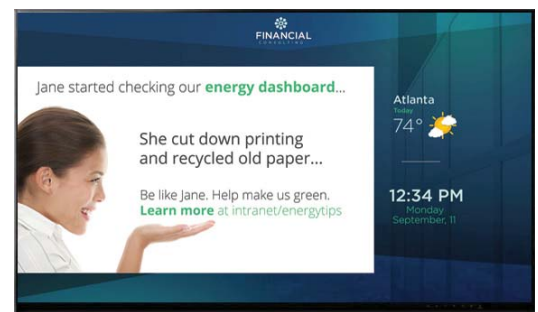 FINANCIAL
CONSULTING
Jane started checking our energy dashboard...
She cut down printing
and recycled old paper...
Be like Jane. Help make us green.
Learn more at intranet/energytips
Atlanta
Today
74°
12:34 PM
Monday
September, 11